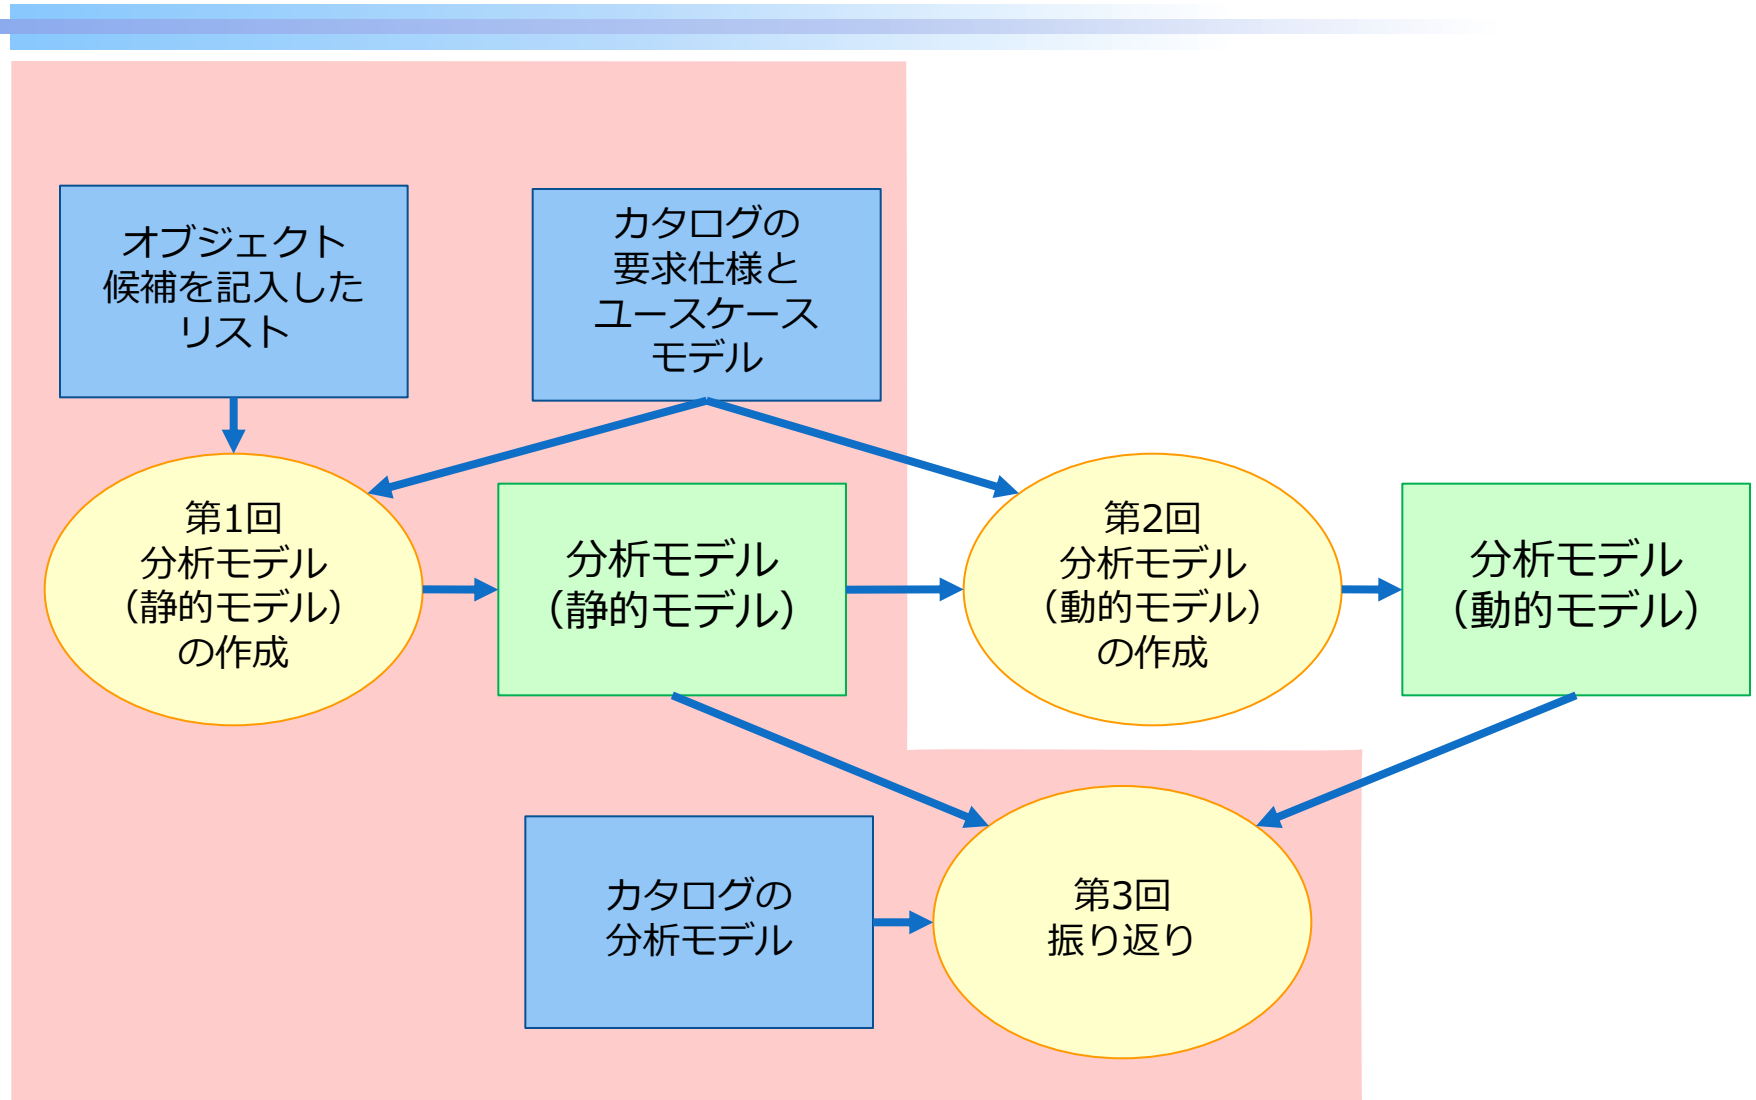 オブジェクト
候補を記入した
リスト
カタログの
要求仕様と
ユースケース
モデル
第1回
分析モデル
（静的モデル）
の作成
分析モデル
（静的モデル）
第2回
分析モデル
（動的モデル）
の作成
分析モデル
（動的モデル）
カタログの
分析モデル
第3回
振り返り